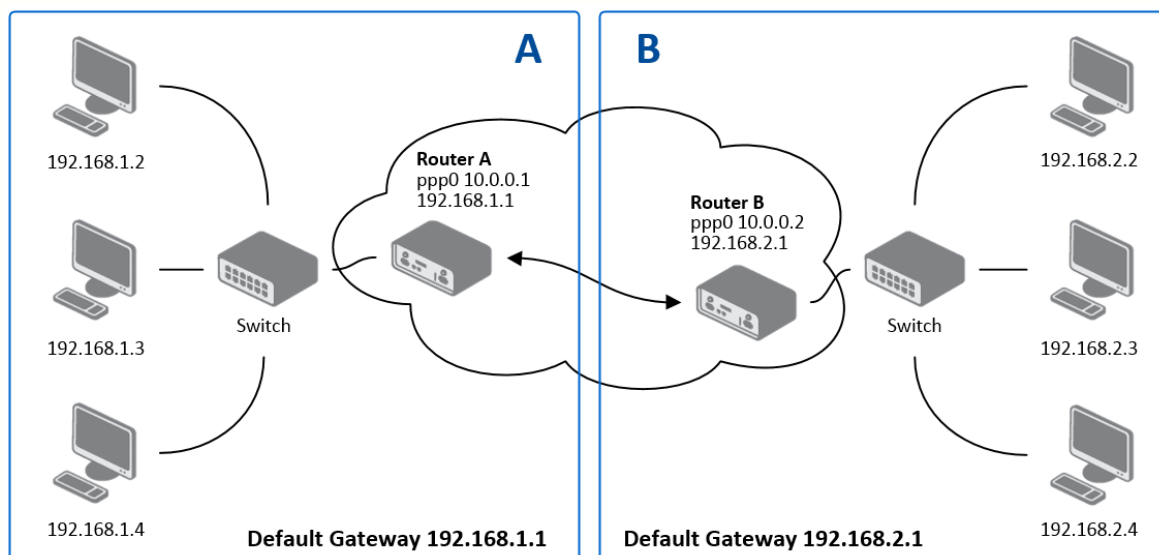 A
B
192.168.1.2
192.168.1.3
192.168.1.4
Switch
Router A
ppp0 10.0.0.1
192.168.1.1
Default Gateway 192.168.1.1
Router B
ppp0 10.0.0.2
192.168.2.1
Switch
192.168.2.2
192.168.2.3
192.168.2.4
Default Gateway 192.168.2.1